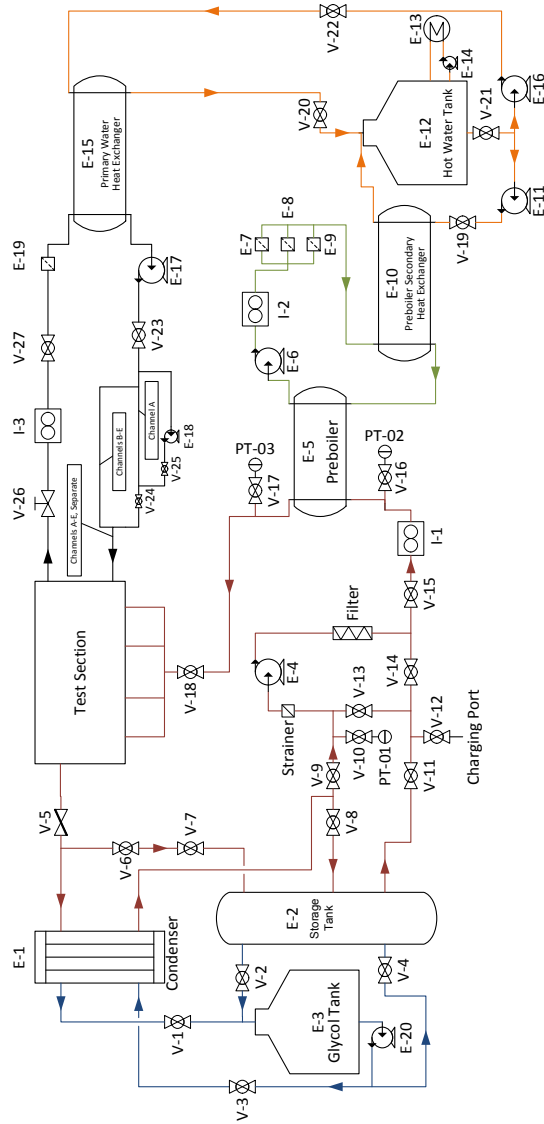 V-22
E-13
E-14
E-15
Primary Water
Heat Exchanger
V-20
E-12
Hot Water Tank
V-21
E-16
E-11
E-19
E-17
E-7
E-8
E-9
V-19
E-10
Preboiler Secondary
Heat Exchanger
V-27
V-23
I-2
E-6
I-3
Channels B-E
Channel A
E-18
V-25
V-24
E-5
Preboiler
PT-03
V-17
PT-02
V-16
V-26
Channels A-E, Separate
I-1
Test Section
V-18
Filter
V-15
E-4
V-14
V-13
Strainer
V-12
Charging Port
V-9
V-10
PT-01
V-11
V-5
V-7
V-6
V-8
E-1
Condenser
E-2
Storage
Tank
V-2
V-4
V-1
E-3
Glycol Tank
E-20
V-3